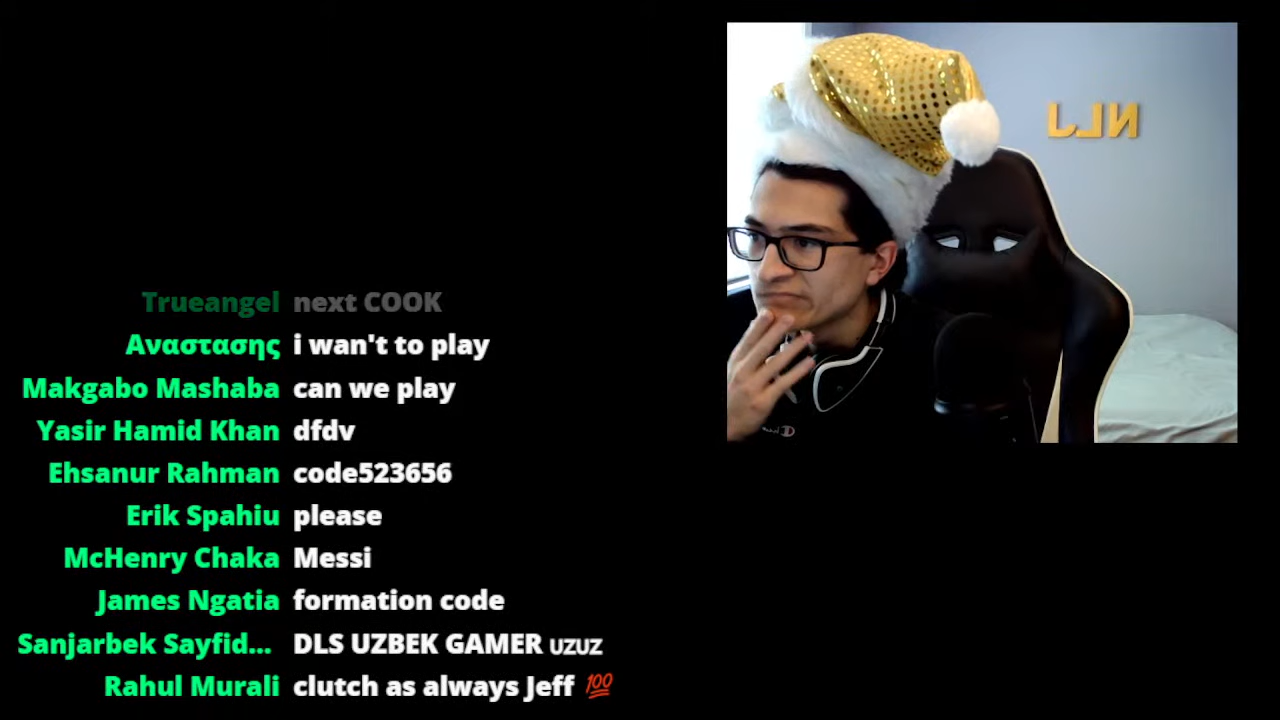 Trueangel next COOK
Αναστασης i wan't to play
Makgabo Mashaba can we play
Yasir Hamid Khan dfdv
Ehsanur Rahman code523656
Erik Spahiu please
McHenry Chaka Messi
James Ngatia formation code
Sanjarbek Sayfid... DLS UZBEK GAMER UZUZ
Rahul Murali clutch as always Jeff 💯
NLJ